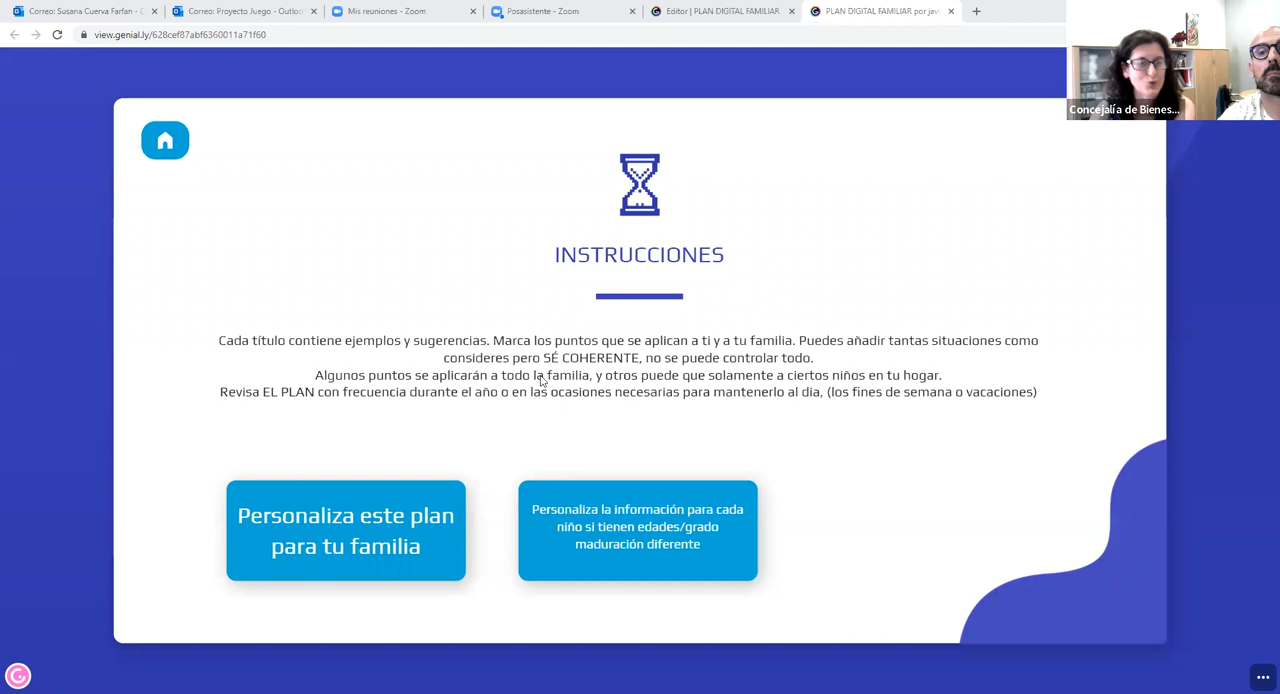 Correo: Susana Cuerva Farfan - C
Correo: Proyecto Juego - Outloo
Mis reuniones - Zoom
Posasistente - Zoom
Editor | PLAN DIGITAL FAMILIAR
PLAN DIGITAL FAMILIAR por javi
view.genial.ly/628cef87abf6360011a71f60
Concejalía de Bienes...
INSTRUCCIONES
Cada título contiene ejemplos y sugerencias. Marca los puntos que se aplican a ti y a tu familia. Puedes añadir tantas situaciones como
consideres pero SÉ COHERENTE, no se puede controlar todo.
Algunos puntos se aplicarán a todo la familia, y otros puede que solamente a ciertos niños en tu hogar.
Revisa EL PLAN con frecuencia durante el año o en las ocasiones necesarias para mantenerlo al dia, (los fines de semana o vacaciones)
Personaliza este plan
para tu familia
Personaliza la información para cada
niño si tienen edades/grado
maduración diferente